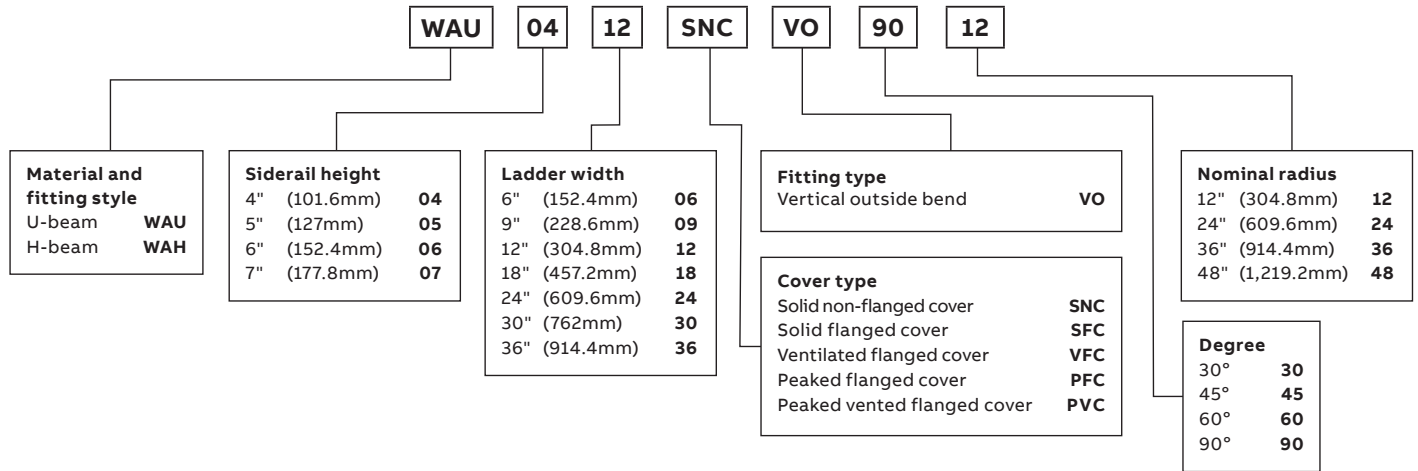 WAU 04 12 SNC VO 90 12
Material and
fitting style
U-beam WAU
H-beam WAH
Siderail height
4" (101.6mm) 04
5" (127mm) 05
6" (152.4mm) 06
7" (177.8mm) 07
Ladder width
6" (152.4mm) 06
9" (228.6mm) 09
12" (304.8mm) 12
18" (457.2mm) 18
24" (609.6mm) 24
30" (762mm) 30
36" (914.4mm) 36
Fitting type
Vertical outside bend VO
Cover type
Solid non-flanged cover SNC
Solid flanged cover SFC
Ventilated flanged cover VFC
Peaked flanged cover PFC
Peaked vented flanged cover PVC
Nominal radius
12" (304.8mm) 12
24" (609.6mm) 24
36" (914.4mm) 36
48" (1,219.2mm) 48
Degree
30° 30
45° 45
60° 60
90° 90